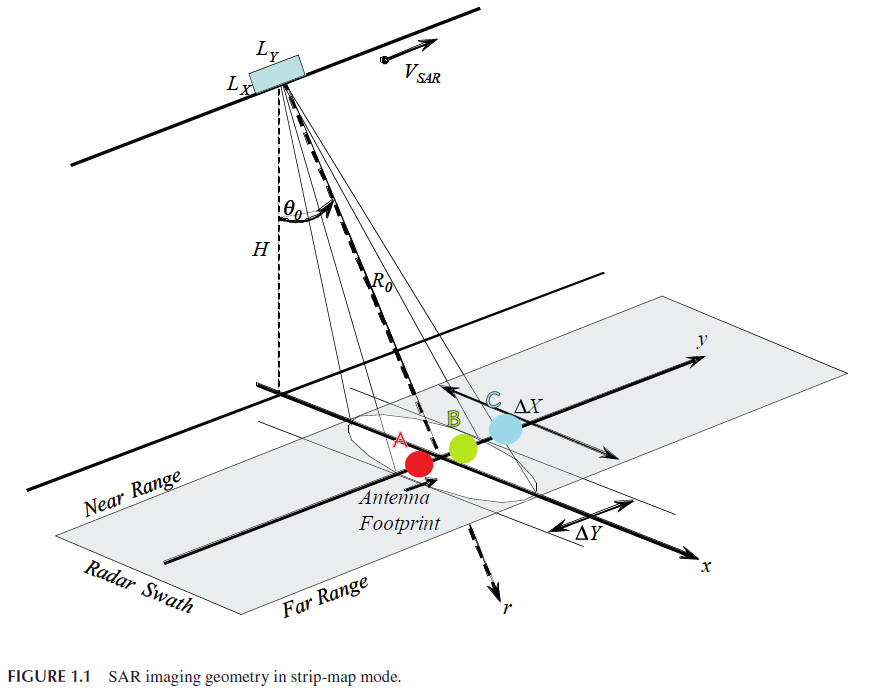 L_Y
L_X
V_SAR
θ_0
H
R_0
y
C
ΔX
B
A
Near Range
Antenna
Footprint
ΔY
x
Radar Swath
Far Range
r
FIGURE 1.1 SAR imaging geometry in strip-map mode.